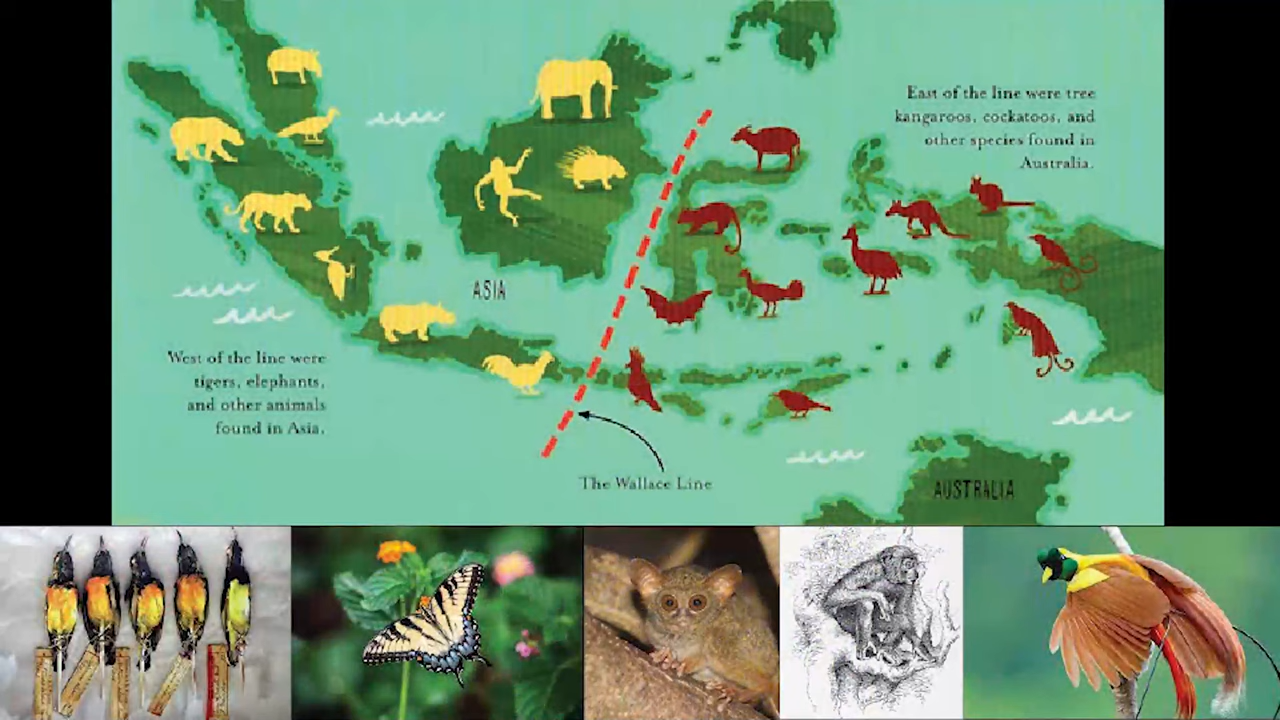 East of the line were tree
kangaroos, cockatoos, and
other species found in
Australia.
ASIA
West of the line were
tigers, elephants,
and other animals
found in Asia.
The Wallace Line
AUSTRALIA